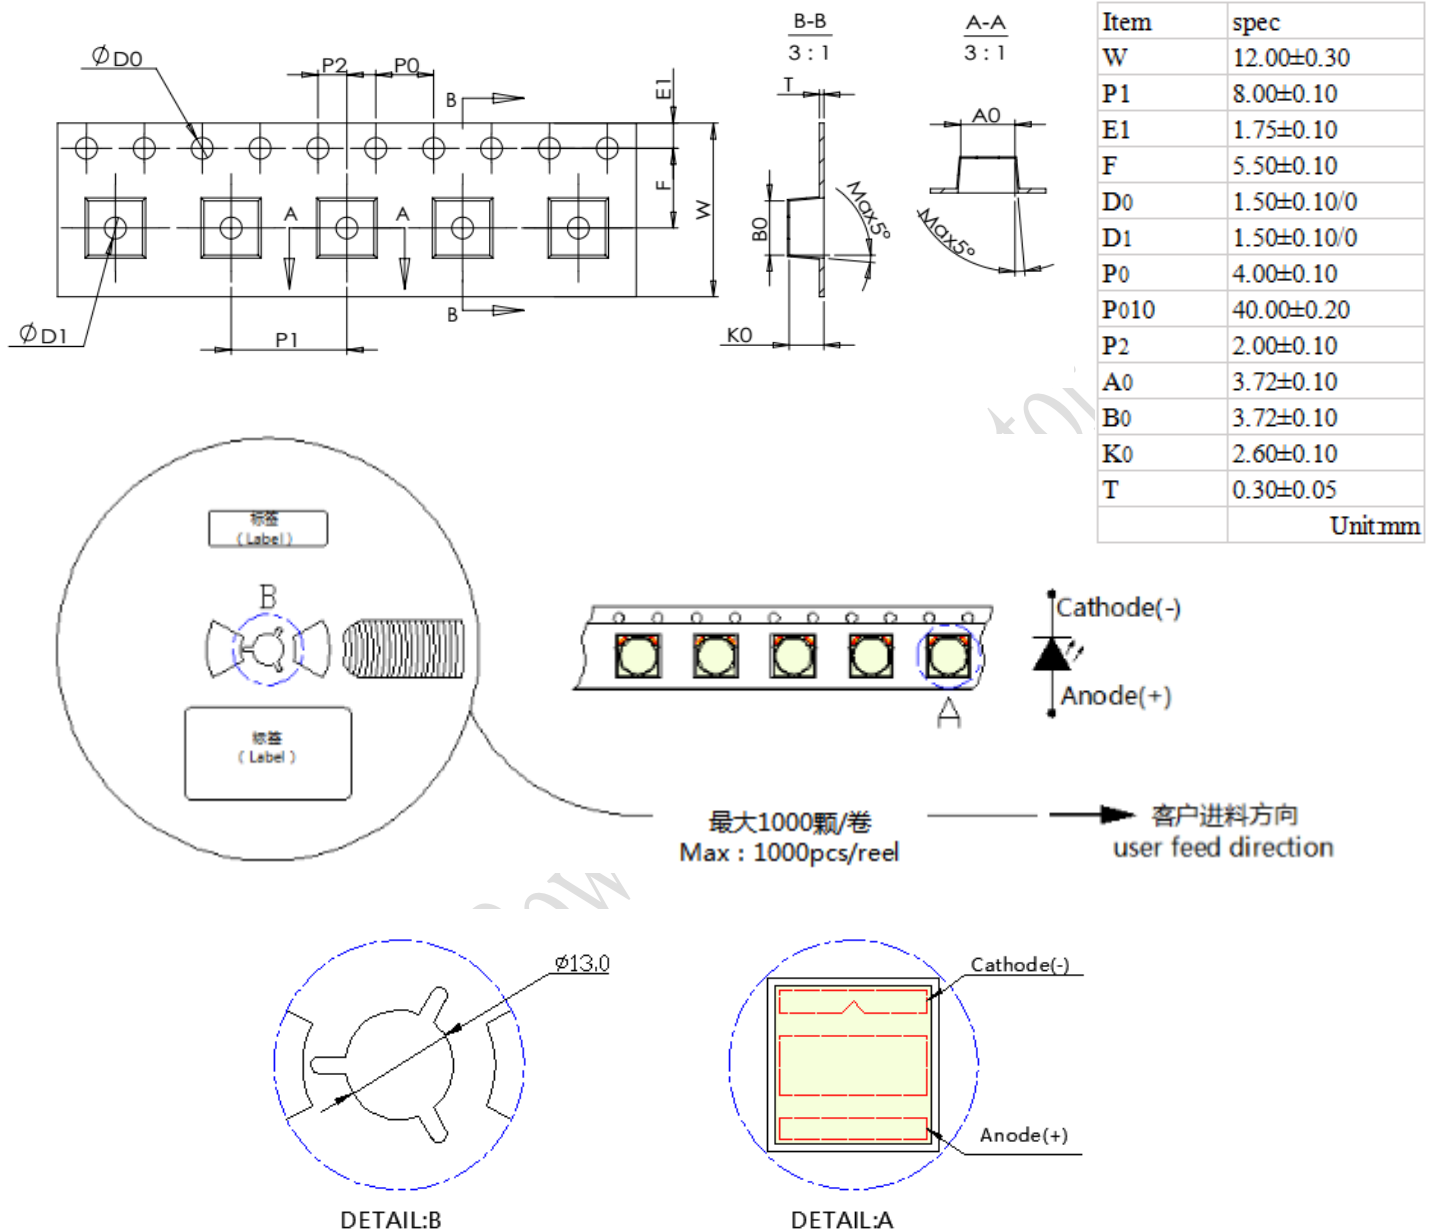 B-B
3 : 1
A-A
3 : 1
ØD0
P2
P0
B
E1
T
A0
F
W
A
A
B0
Max5°
Max5°
B
ØD1
P1
K0
Item spec
W 12.00±0.30
P1 8.00±0.10
E1 1.75±0.10
F 5.50±0.10
D0 1.50±0.10/0
D1 1.50±0.10/0
P0 4.00±0.10
P010 40.00±0.20
P2 2.00±0.10
A0 3.72±0.10
B0 3.72±0.10
K0 2.60±0.10
T 0.30±0.05
Unit:mm
标签
(Label)
B
标签
(Label)
Cathode(-)
Anode(+)
A
最大1000颗/卷
Max：1000pcs/reel
客户进料方向
user feed direction
ø13.0
Cathode(-)
Anode(+)
DETAIL:B
DETAIL:A